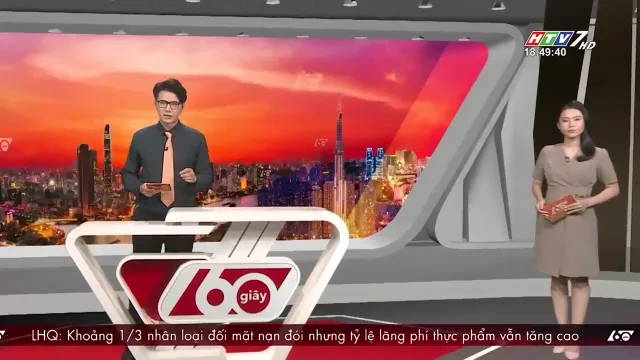 HTV7 HD
18:49:40
60 giây
LHQ: Khoảng 1/3 nhân loại đối mặt nạn đói nhưng tỷ lệ lãng phí thực phẩm vẫn tăng cao
60